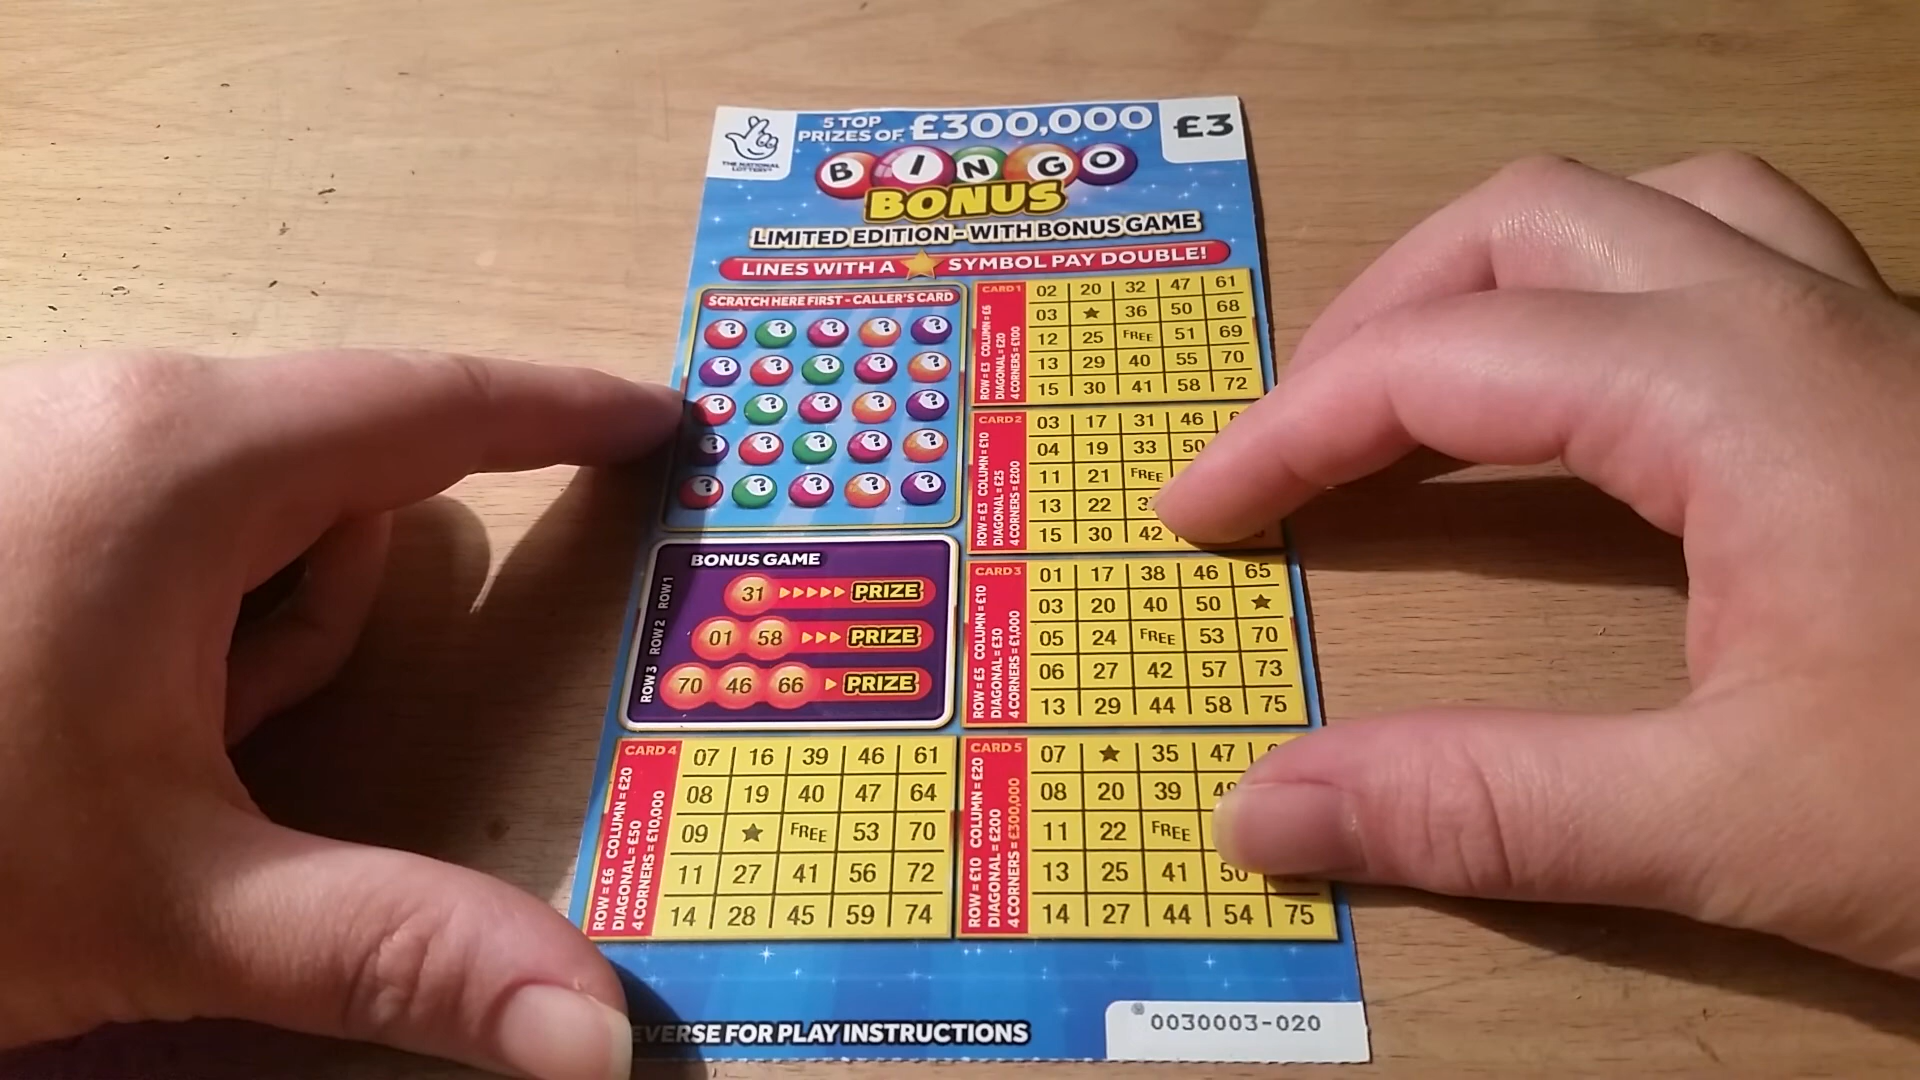 THE NATIONAL
LOTTERY
5 TOP
PRIZES OF £300,000
£3
BINGO
BONUS
LIMITED EDITION - WITH BONUS GAME
LINES WITH A SYMBOL PAY DOUBLE!
SCRATCH HERE FIRST - CALLER'S CARD
? ? ? ? ?
? ? ? ? ?
? ? ? ? ?
? ? ? ? ?
? ? ? ? ?
CARD 1
ROW = £3 COLUMN = £6
DIAGONAL = £20
4 CORNERS = £100
02 20 32 47 61
03 ★ 36 50 68
12 25 FREE 51 69
13 29 40 55 70
15 30 41 58 72
CARD 2
ROW = £3 COLUMN = £10
DIAGONAL = £25
4 CORNERS = £200
03 17 31 46
04 19 33 50
11 21 FREE
13 22
15 30 42
BONUS GAME
ROW 1
31 PRIZE
ROW 2
01 58 PRIZE
ROW 3
70 46 66 PRIZE
CARD 3
ROW = £5 COLUMN = £10
DIAGONAL = £30
4 CORNERS = £1,000
01 17 38 46 65
03 20 40 50 ★
05 24 FREE 53 70
06 27 42 57 73
13 29 44 58 75
CARD 4
ROW = £6 COLUMN = £20
DIAGONAL = £50
4 CORNERS = £10,000
07 16 39 46 61
08 19 40 47 64
09 ★ FREE 53 70
11 27 41 56 72
14 28 45 59 74
CARD 5
ROW = £10 COLUMN = £20
DIAGONAL = £200
4 CORNERS = £300,000
07 ★ 35 47
08 20 39
11 22 FREE
13 25 41
14 27 44 54 75
FOR PLAY INSTRUCTIONS
0030003-020